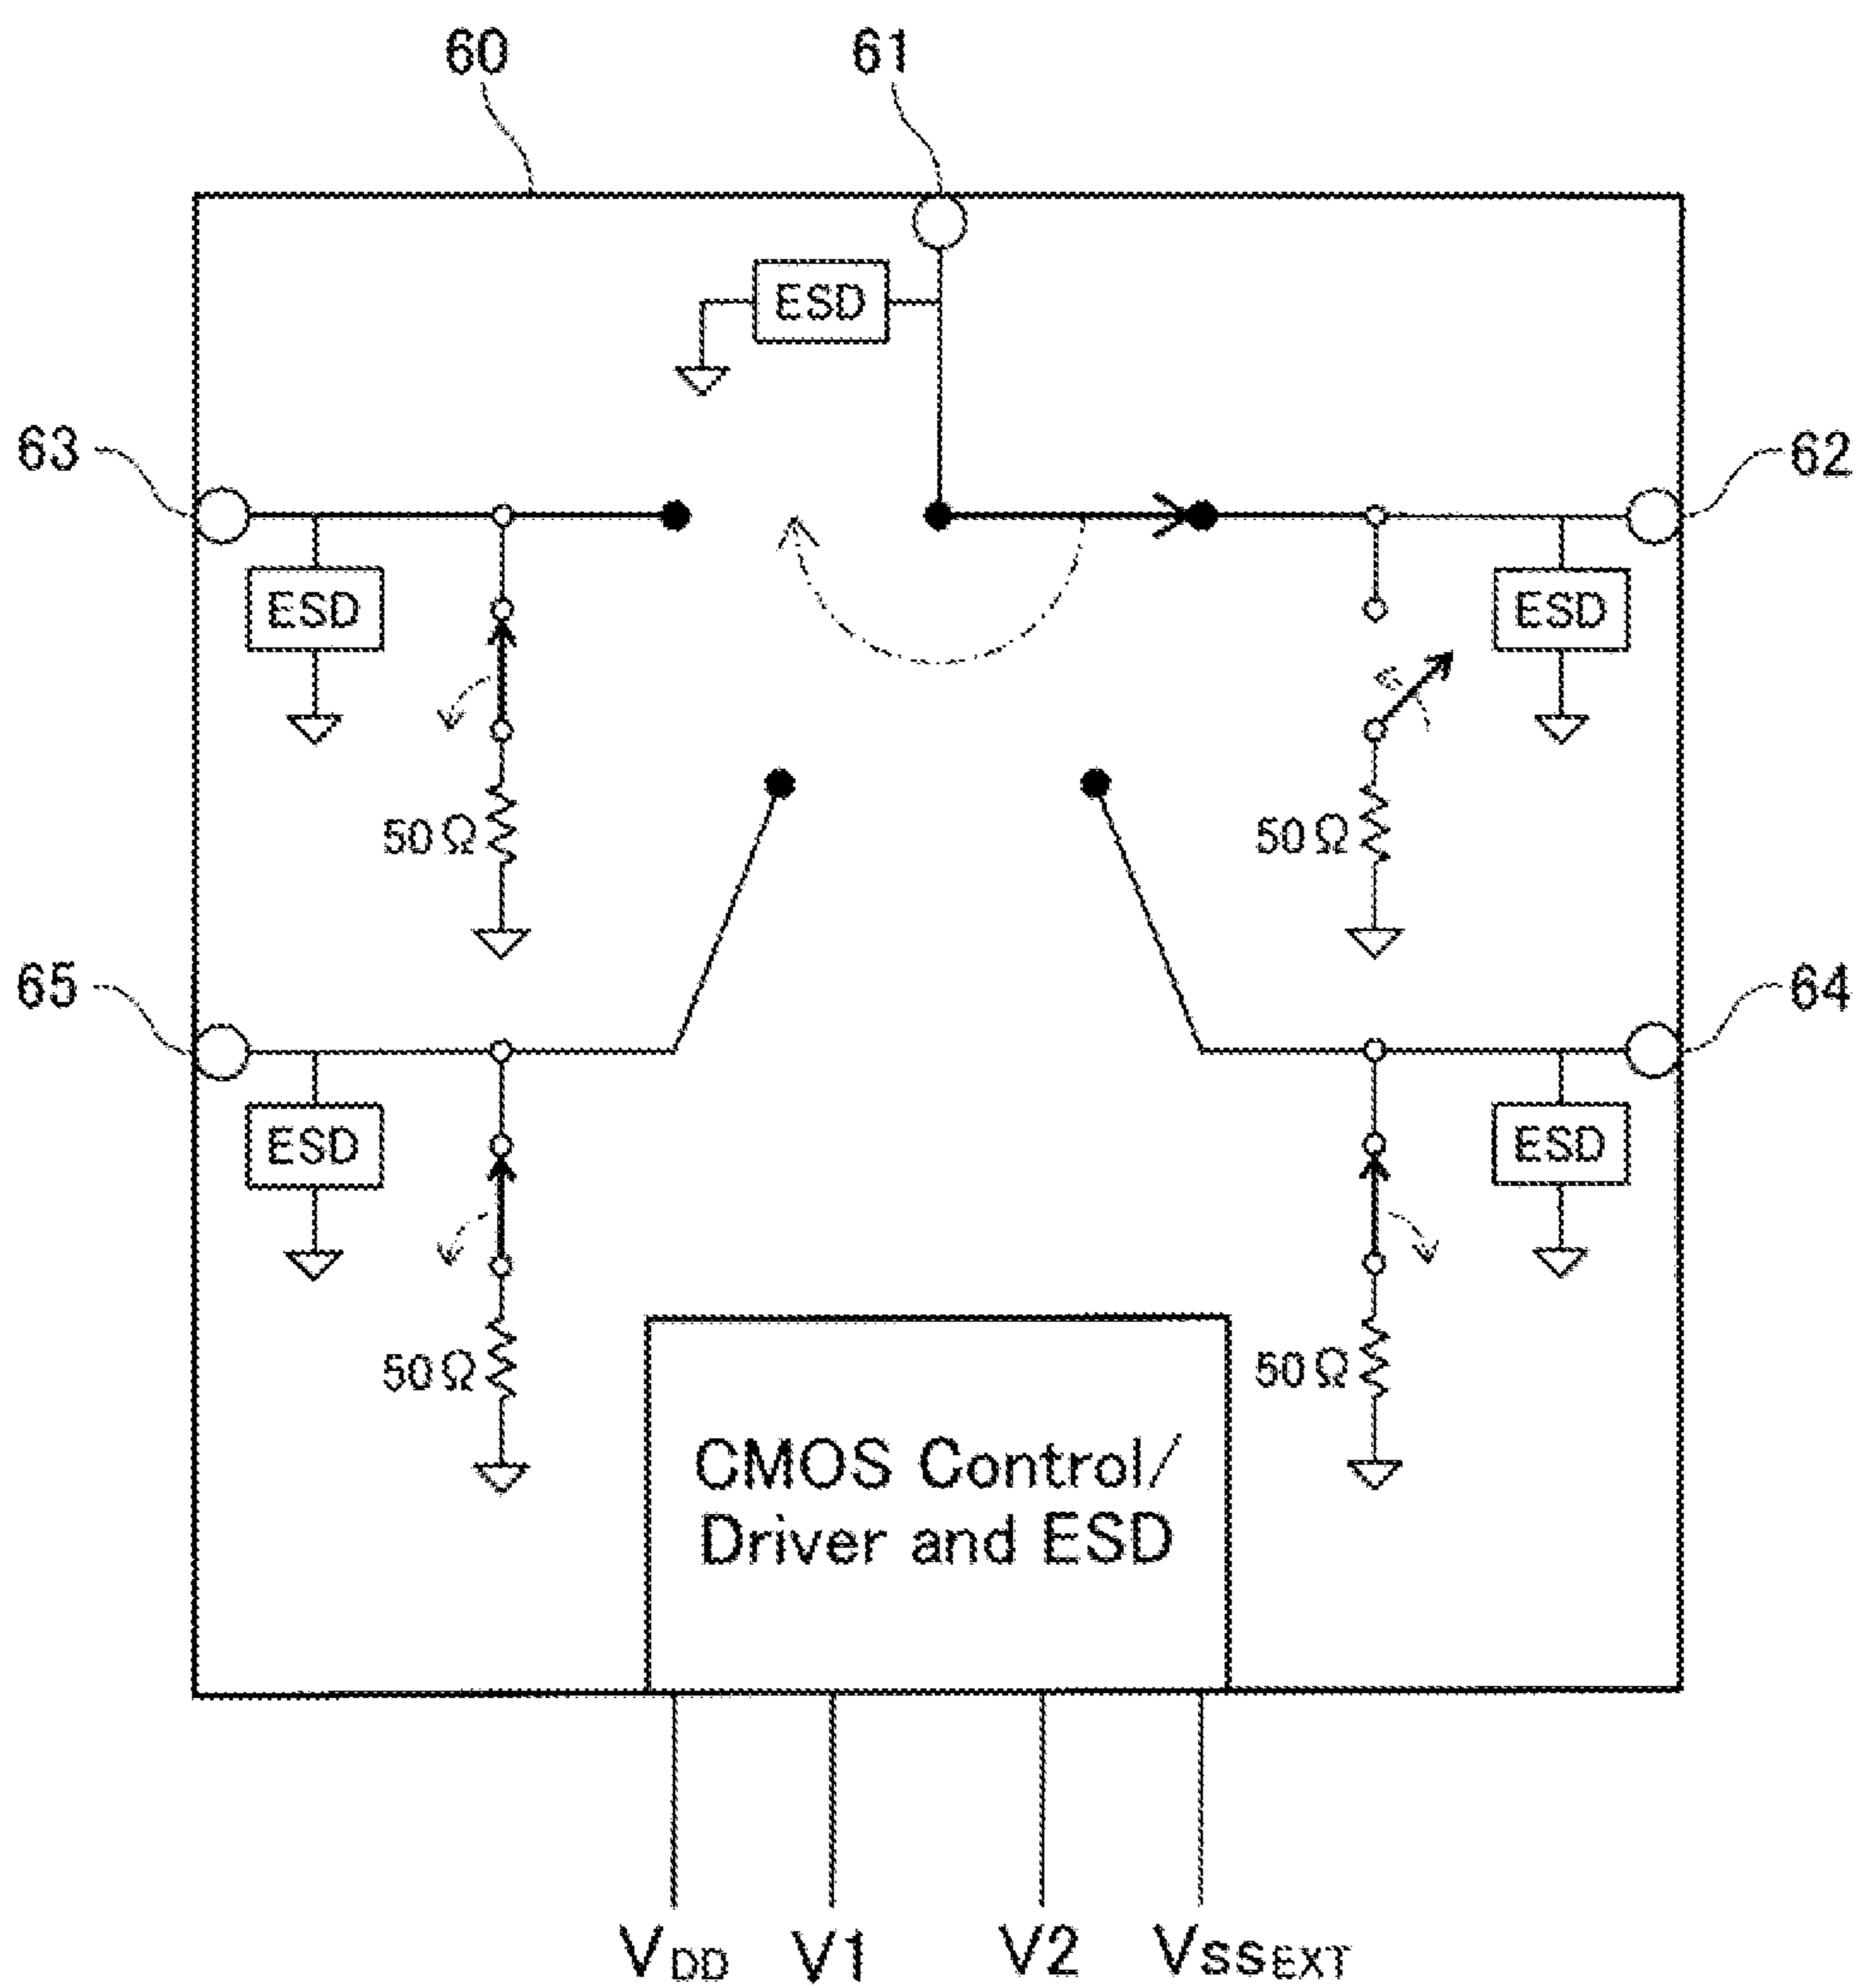 60
61
ESD
63
62
ESD
ESD
50Ω
50Ω
65
64
ESD
ESD
50Ω
50Ω
CMOS Control/
Driver and ESD
VDD V1 V2 VSSEXT